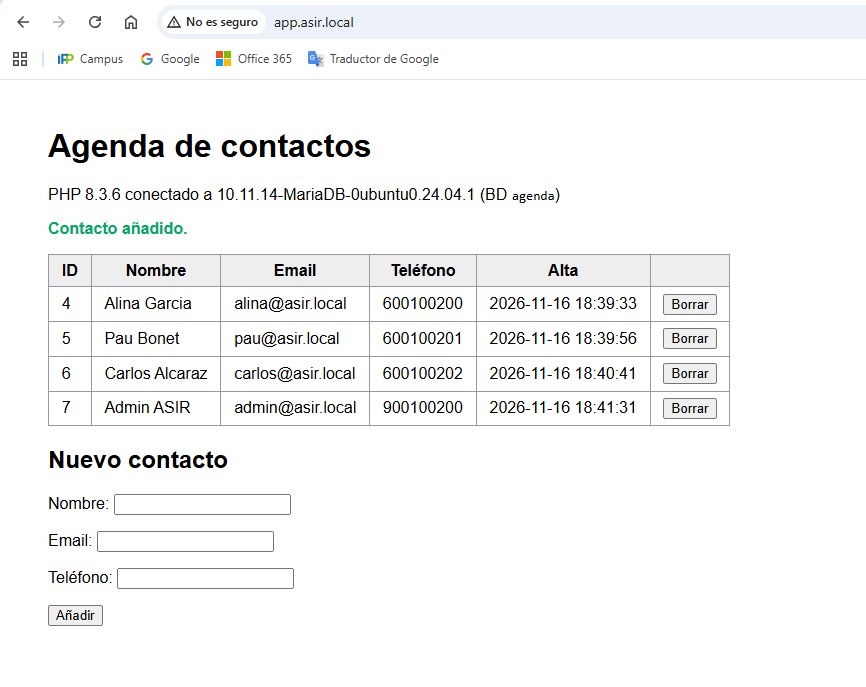 No es seguro app.asir.local
Campus Google Office 365 Traductor de Google
Agenda de contactos
PHP 8.3.6 conectado a 10.11.14-MariaDB-0ubuntu0.24.04.1 (BD agenda)
Contacto añadido.
ID Nombre Email Teléfono Alta
4 Alina Garcia alina@asir.local 600100200 2026-11-16 18:39:33 Borrar
5 Pau Bonet pau@asir.local 600100201 2026-11-16 18:39:56 Borrar
6 Carlos Alcaraz carlos@asir.local 600100202 2026-11-16 18:40:41 Borrar
7 Admin ASIR admin@asir.local 900100200 2026-11-16 18:41:31 Borrar
Nuevo contacto
Nombre:
Email:
Teléfono:
Añadir